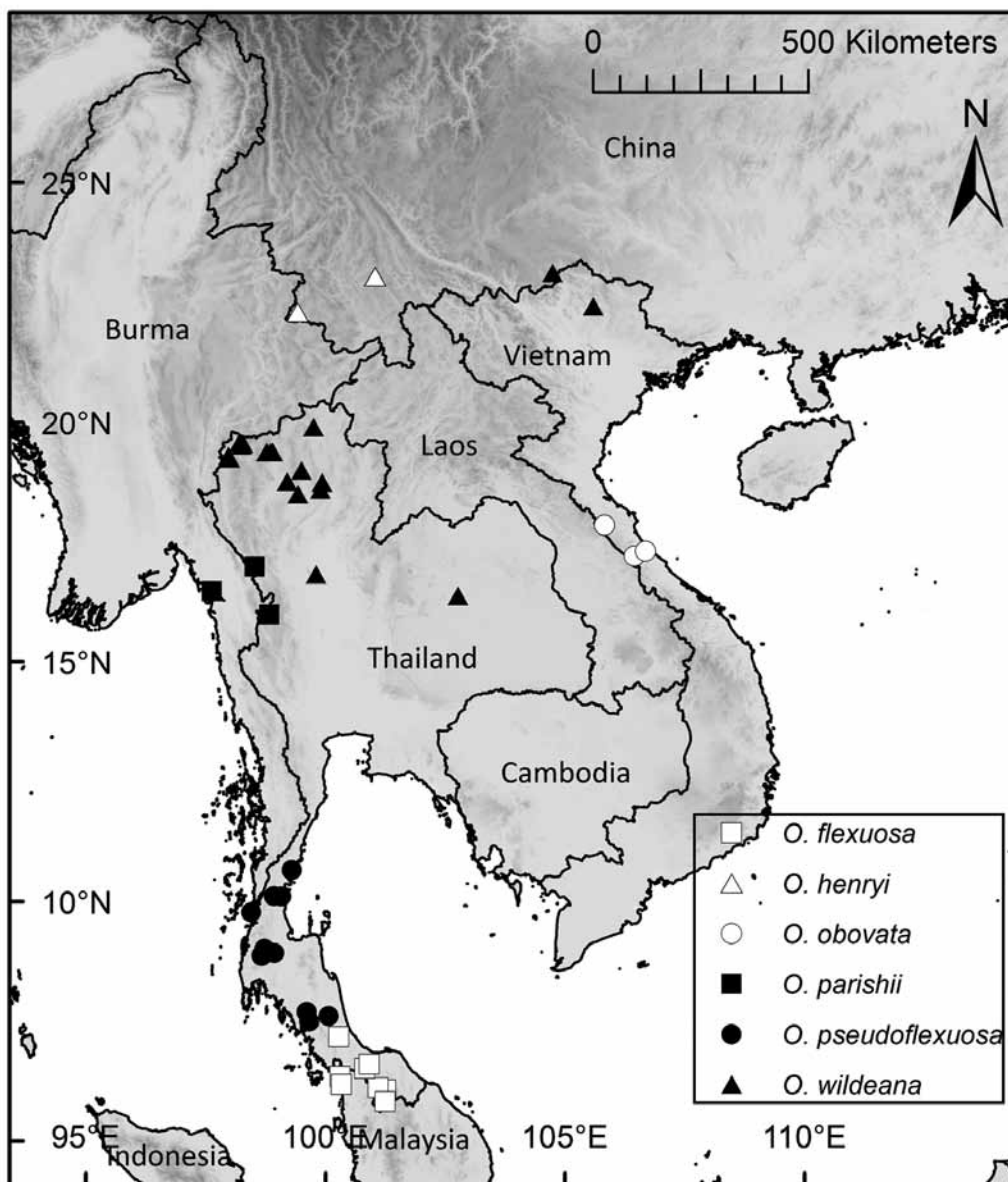 0 500 Kilometers
N
China
25°N
Burma
Vietnam
20°N
Laos
15°N
Thailand
Cambodia
O. flexuosa
O. henryi
10°N
O. obovata
O. parishii
O. pseudoflexuosa
O. wildeana
95°E 100°E 105°E 110°E
Malaysia
Indonesia